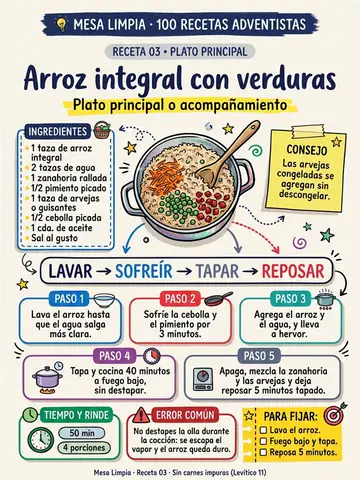 MESA LIMPIA · 100 RECETAS ADVENTISTAS
RECETA 03 • PLATO PRINCIPAL
Arroz integral con verduras
Plato principal o acompañamiento
INGREDIENTES
1 taza de arroz
integral
2 tazas de agua
1 zanahoria rallada
1/2 pimiento picado
1 taza de arvejas
o guisantes
1/2 cebolla picada
1 cda. de aceite
Sal al gusto
CONSEJO
Las arvejas
congeladas se
agregan sin
descongelar.
LAVAR → SOFREÍR → TAPAR → REPOSAR
PASO 1
Lava el arroz hasta
que el agua salga
más clara.
PASO 2
Sofríe la cebolla y
el pimiento por
3 minutos.
PASO 3
Agrega el arroz y
el agua, y lleva
a hervor.
PASO 4
Tapa y cocina 40 minutos
a fuego bajo,
sin destapar.
PASO 5
Apaga, mezcla la zanahoria
y las arvejas y deja
reposar 5 minutos tapado.
TIEMPO Y RINDE
50 min
4 porciones
ERROR COMÚN
No destapes la olla durante
la cocción: se escapa el
vapor y el arroz queda duro.
PARA FIJAR:
Lava el arroz.
Fuego bajo y tapa.
Reposa 5 minutos.
Mesa Limpia · Receta 03 · Sin carnes impuras (Levítico 11)